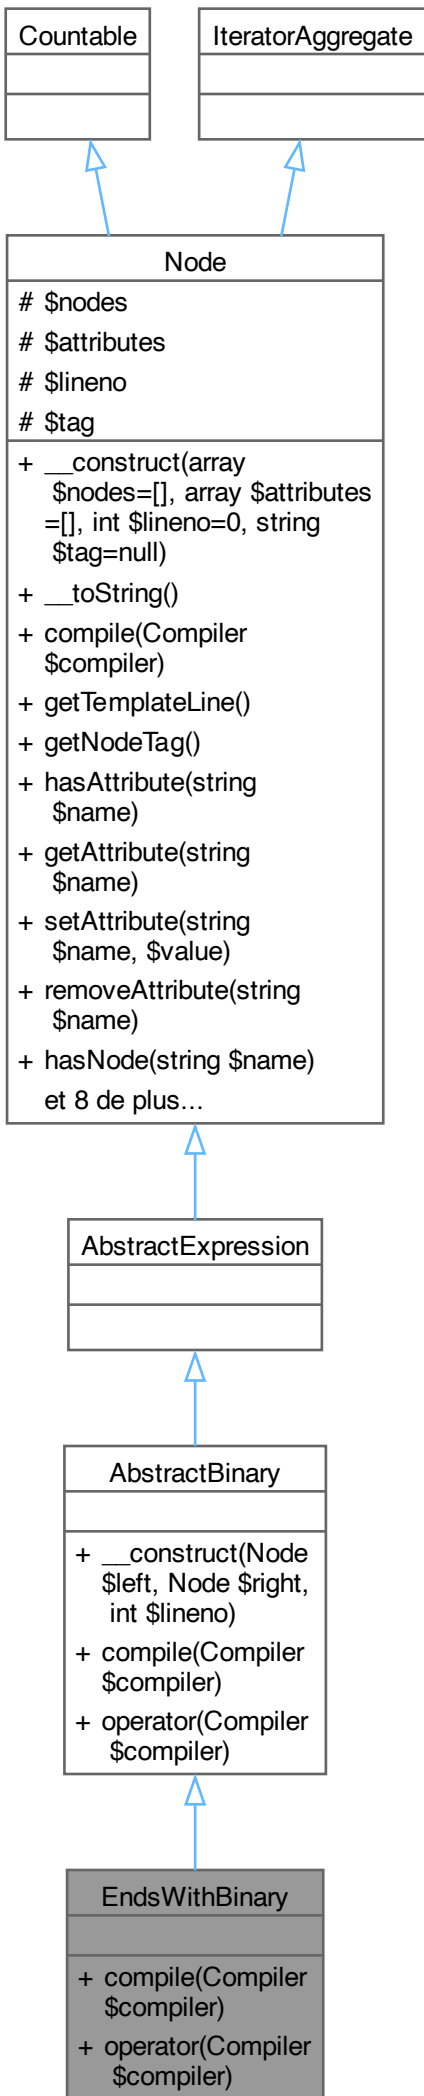 Countable
IteratorAggregate
Node
# $nodes
# $attributes
# $lineno
# $tag
+ __construct(array
$nodes=[], array $attributes
=[], int $lineno=0, string
$tag=null)
+ __toString()
+ compile(Compiler
$compiler)
+ getTemplateLine()
+ getNodeTag()
+ hasAttribute(string
$name)
+ getAttribute(string
$name)
+ setAttribute(string
$name, $value)
+ removeAttribute(string
$name)
+ hasNode(string $name)
et 8 de plus...
AbstractExpression
AbstractBinary
+ __construct(Node
$left, Node $right,
int $lineno)
+ compile(Compiler
$compiler)
+ operator(Compiler
$compiler)
EndsWithBinary
+ compile(Compiler
$compiler)
+ operator(Compiler
$compiler)